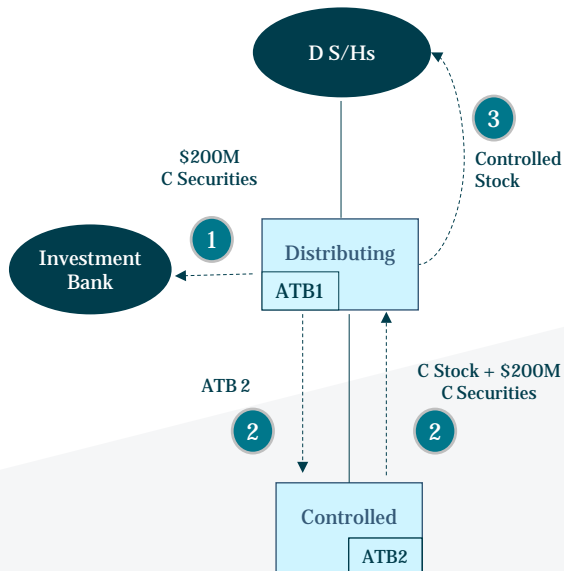 D S/Hs
3
Controlled
Stock
$200M
C Securities
1
Investment
Bank
Distributing
ATB1
ATB 2
2
C Stock + $200M
C Securities
2
Controlled
ATB2